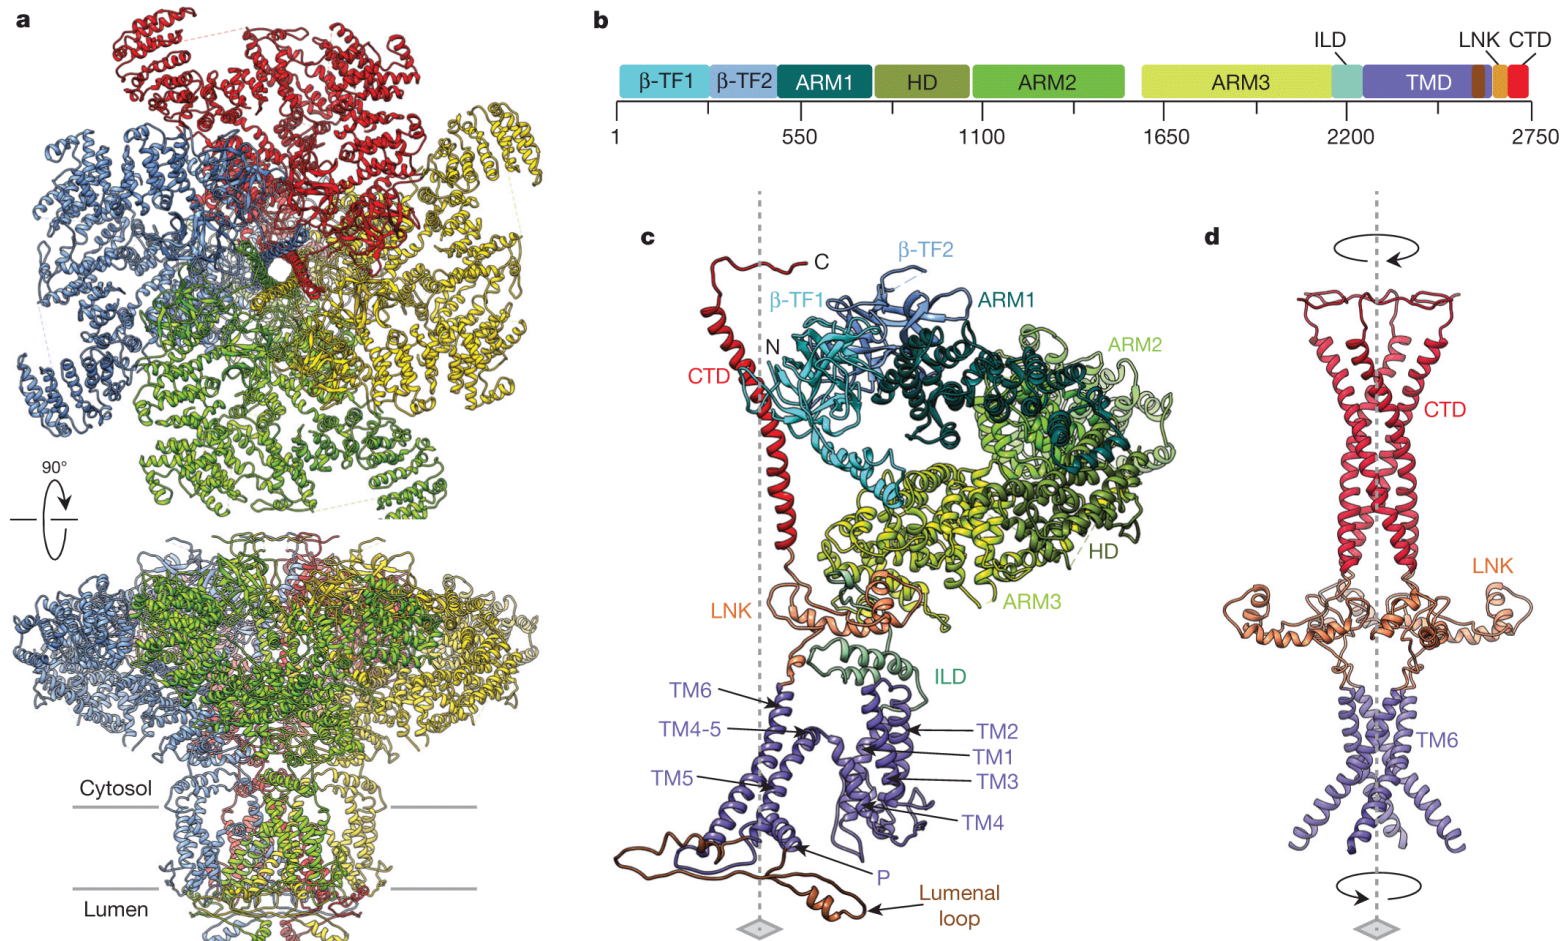 a
90°
Cytosol
Lumen
b
ILD
LNK
CTD
β-TF1
β-TF2
ARM1
HD
ARM2
ARM3
TMD
1
550
1100
1650
2200
2750
c
C
β-TF2
β-TF1
ARM1
N
ARM2
CTD
HD
ARM3
LNK
ILD
TM6
TM4-5
TM2
TM1
TM5
TM3
TM4
P
Lumenal
loop
d
CTD
LNK
TM6